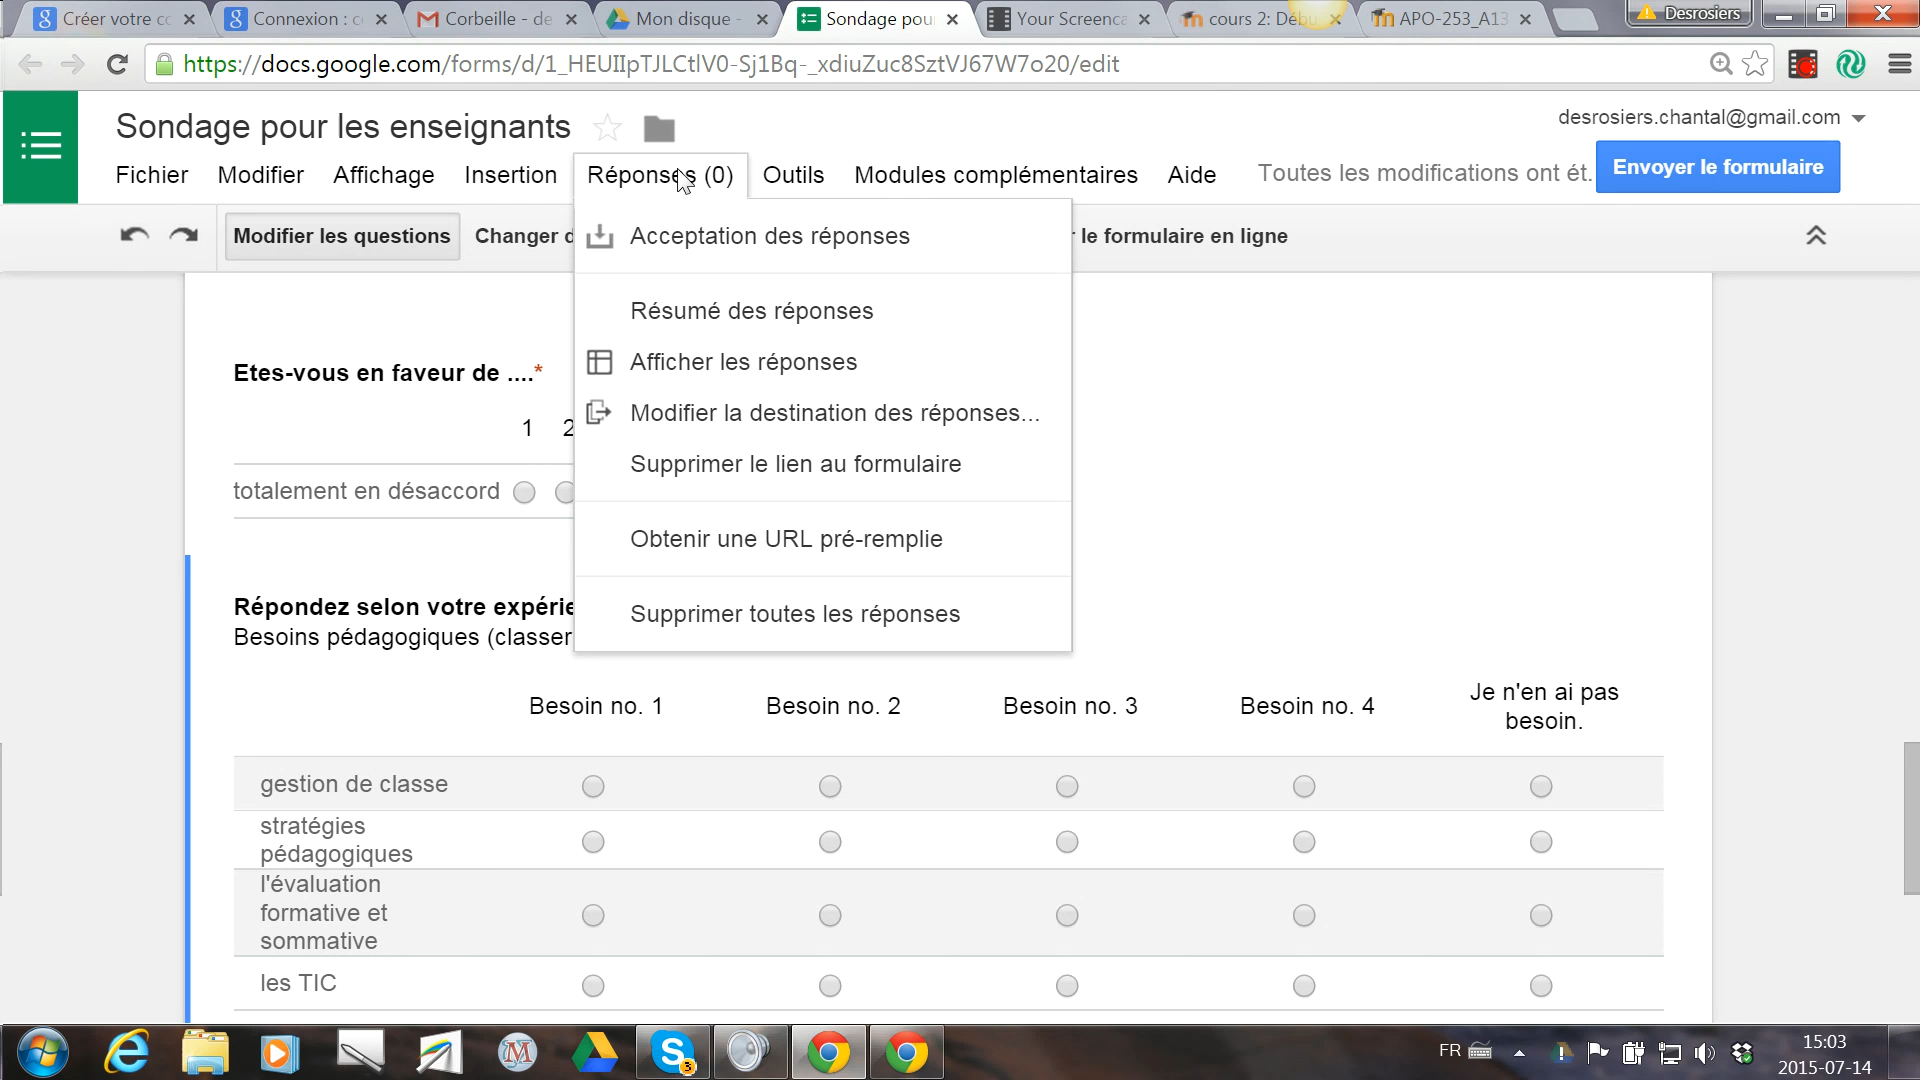 Créer votre cc
Connexion : c
Corbeille - de
Mon disque -
Sondage pou
Your Screenca
cours 2: Débu
APO-253_A13
Desrosiers
https://docs.google.com/forms/d/1_HEUIIpTJLCtlV0-Sj1Bq-_xdiuZuc8SztVJ67W7o20/edit
Sondage pour les enseignants
desrosiers.chantal@gmail.com
Fichier Modifier Affichage Insertion Réponses (0) Outils Modules complémentaires Aide
Toutes les modifications ont ét.
Envoyer le formulaire
Modifier les questions
Changer d
r le formulaire en ligne
Acceptation des réponses
Résumé des réponses
Afficher les réponses
Modifier la destination des réponses...
Supprimer le lien au formulaire
Obtenir une URL pré-remplie
Supprimer toutes les réponses
Etes-vous en faveur de ....*
1 2
totalement en désaccord
Répondez selon votre expérie
Besoins pédagogiques (classer
Besoin no. 1 Besoin no. 2 Besoin no. 3 Besoin no. 4 Je n'en ai pas
besoin.
gestion de classe
stratégies
pédagogiques
l'évaluation
formative et
sommative
les TIC
FR
15:03
2015-07-14